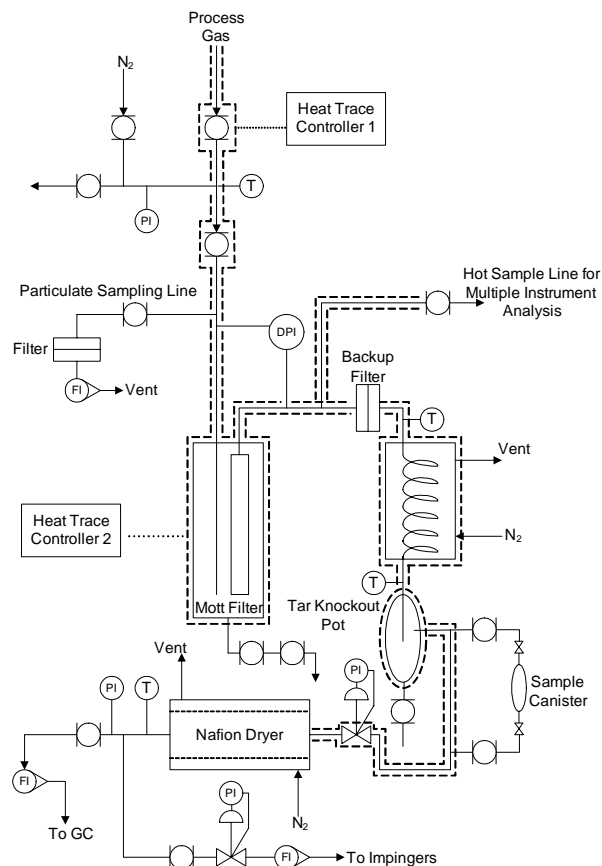 Process
Gas
N2
Heat Trace
Controller 1
T
PI
Hot Sample Line for
Multiple Instrument
Analysis
Particulate Sampling Line
DPI
Filter
Backup
Filter
FI
Vent
T
Vent
Heat Trace
Controller 2
N2
T
Mott Filter
Tar Knockout
Pot
Sample
Canister
Vent
PI
PI
T
Nafion Dryer
FI
N2
PI
To GC
FI
To Impingers